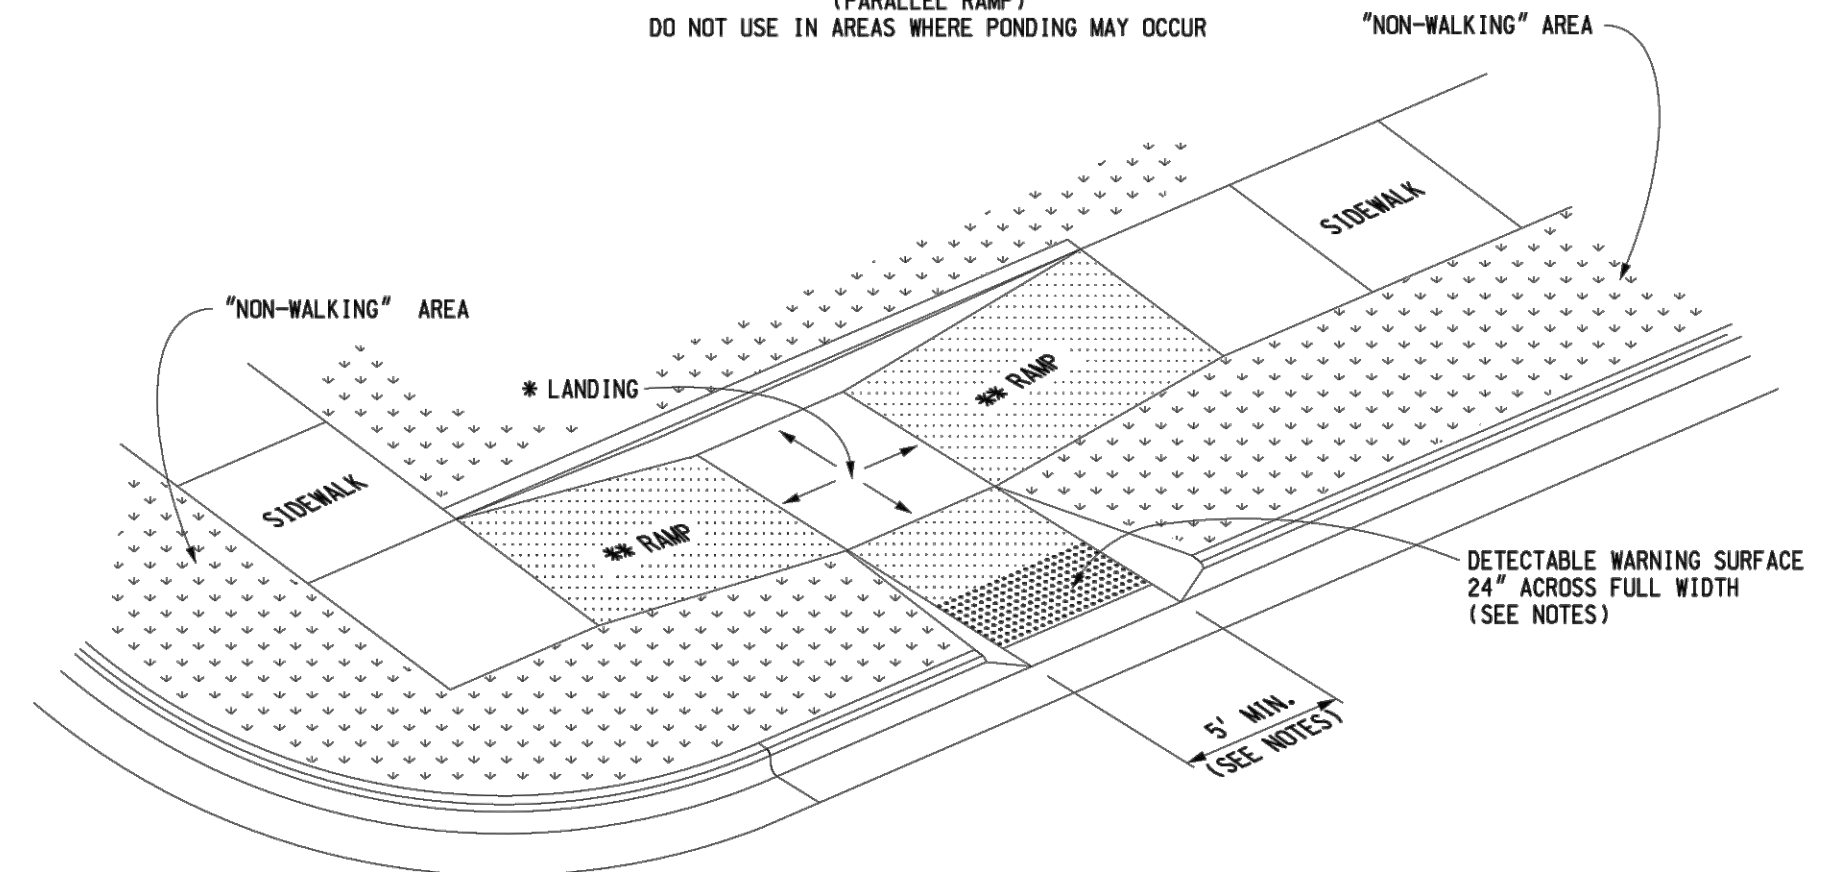 (PARALLEL RAMP)
DO NOT USE IN AREAS WHERE PONDING MAY OCCUR
"NON-WALKING" AREA
SIDEWALK
"NON-WALKING" AREA
** RAMP
* LANDING
SIDEWALK
** RAMP
DETECTABLE WARNING SURFACE
24" ACROSS FULL WIDTH
(SEE NOTES)
5' MIN.
(SEE NOTES)